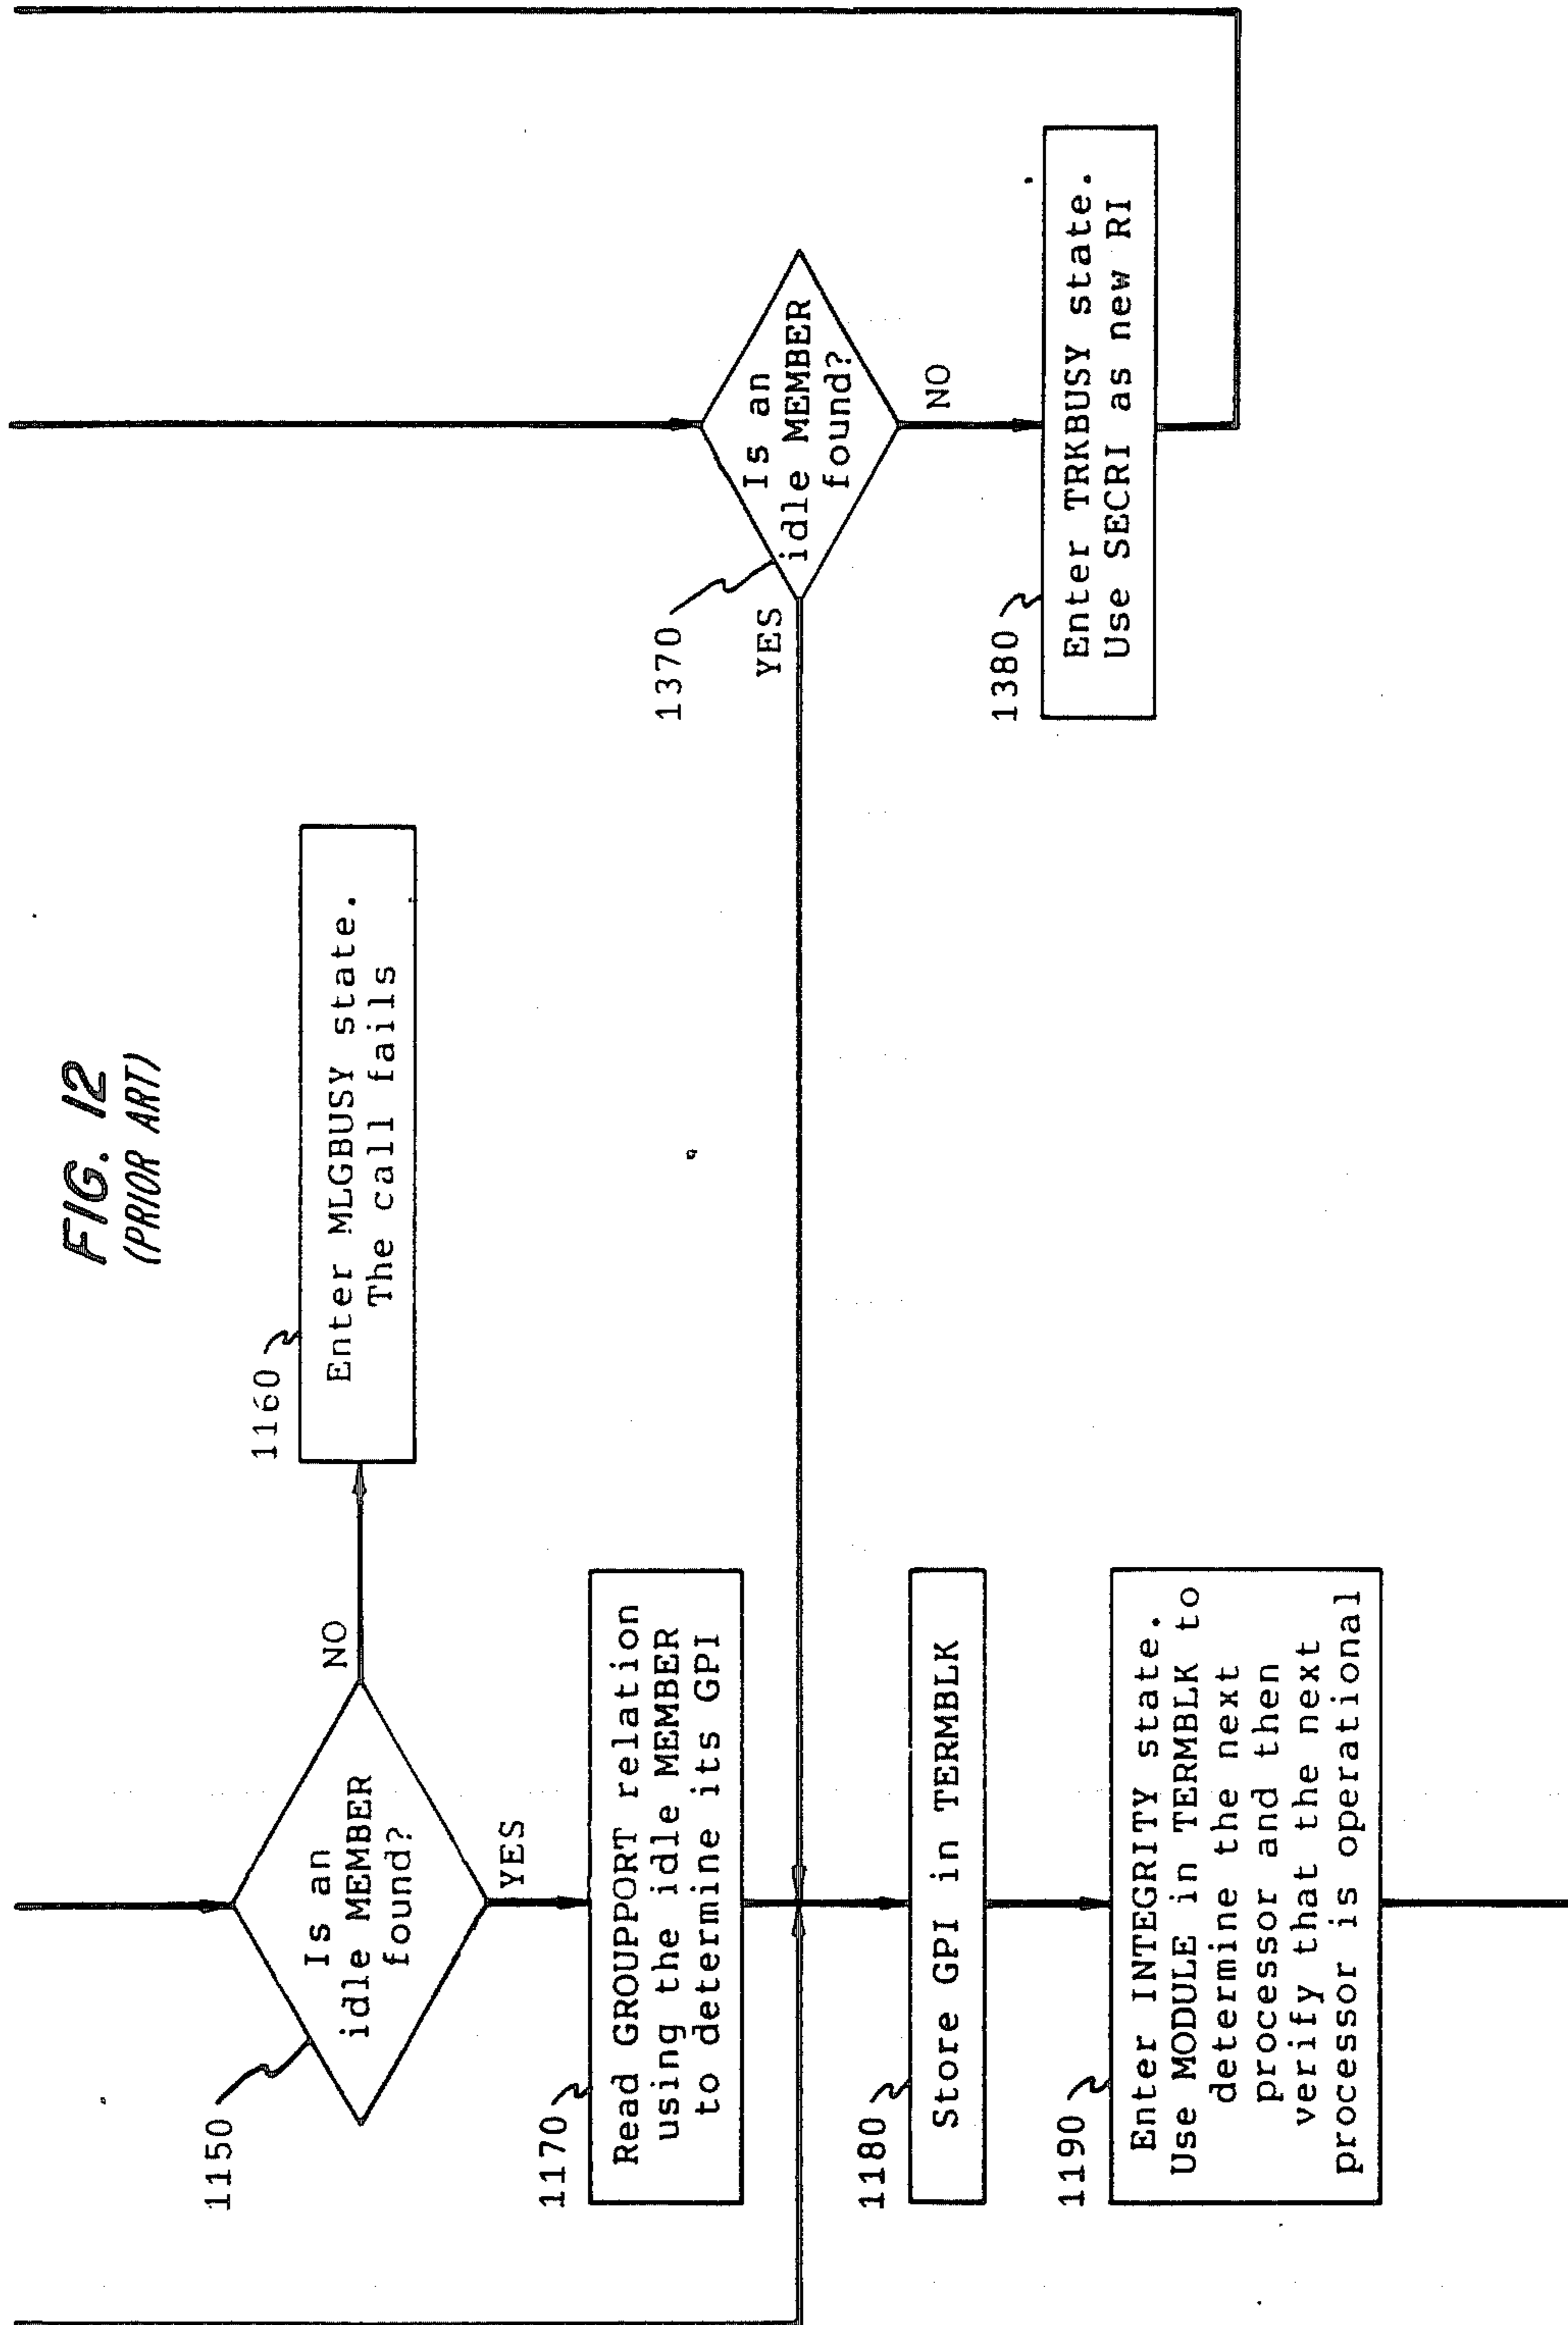 FIG. 12
(PRIOR ART)
1150
Is an
idle MEMBER
found?
NO
YES
1160
Enter MLGBUSY state.
The call fails
1170
Read GROUPPORT relation
using the idle MEMBER
to determine its GPI
1180
Store GPI in TERMBLK
1190
Enter INTEGRITY state.
Use MODULE in TERMBLK to
determine the next
processor and then
verify that the next
processor is operational
1370
Is an
idle MEMBER
found?
YES
NO
1380
Enter TRKBUSY state.
Use SECRI as new RI